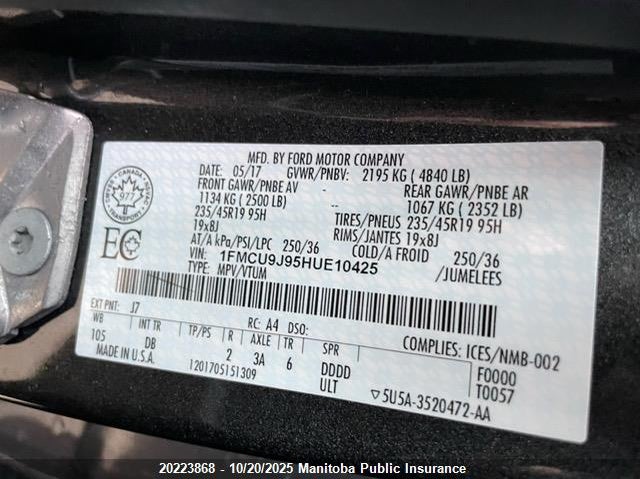 MFD. BY FORD MOTOR COMPANY
DATE: 05/17 GVWR/PNBV: 2195 KG ( 4840 LB)
FRONT GAWR/PNBE AV REAR GAWR/PNBE AR
1134 KG ( 2500 LB) 1067 KG ( 2352 LB)
235/45R19 95H TIRES/PNEUS 235/45R19 95H
19x8J RIMS/JANTES 19x8J
AT/A kPa/PSI/LPC 250/36 COLD/A FROID 250/36
VIN: 1FMCU9J95HUE10425 /JUMELEES
TYPE: MPV/VTUM
CANADA
TRANSPORT
977
EC
EXT PNT: J7 RC: A4 DSO:
WB INT TR TP/PS R AXLE TR SPR COMPLIES: ICES/NMB-002
105 DB 2 3A 6 DDDD F0000
MADE IN U.S.A. 1201705151309 ULT T0057
▽5U5A-3520472-AA
20223868 - 10/20/2025 Manitoba Public Insurance